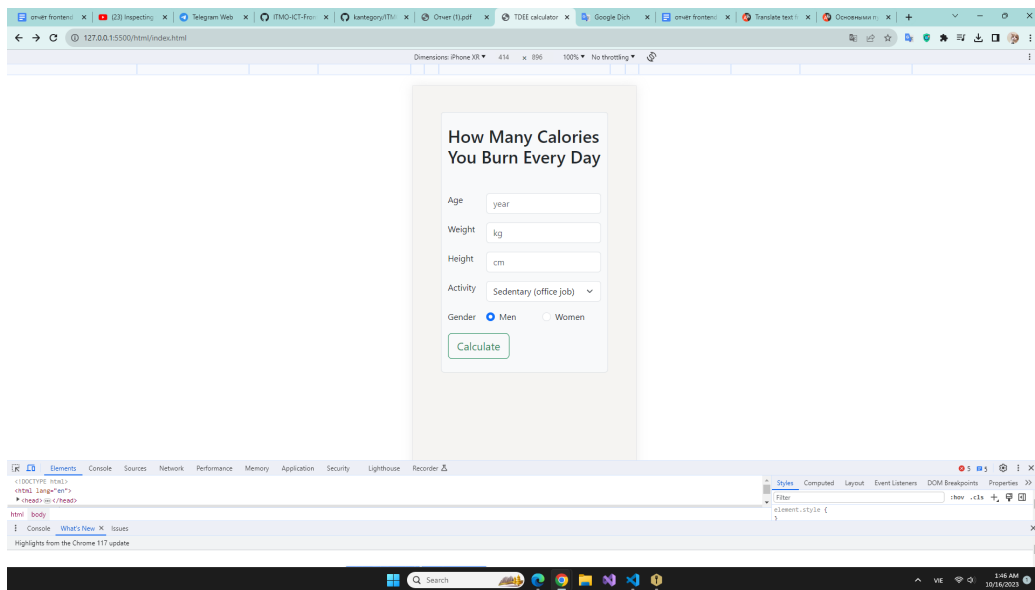 отчёт frontend
(23) Inspecting
Telegram Web
ITMO-ICT-Fron
kantegory/ITM
Отчет (1).pdf
TDEE calculator
Google Dịch
отчёт frontend
Translate text f
Основными п
127.0.0.1:5500/html/index.html
Dimensions: iPhone XR 414 x 896 100% No throttling
How Many Calories
You Burn Every Day
Age year
Weight kg
Height cm
Activity Sedentary (office job)
Gender Men Women
Calculate
Elements Console Sources Network Performance Memory Application Security Lighthouse Recorder 5 5
<!DOCTYPE html>
<html lang="en">
<head> </head>
html body
Styles Computed Layout Event Listeners DOM Breakpoints Properties
Filter :hov .cls
element.style {
}
Console What's New Issues
Highlights from the Chrome 117 update
Search VIE 1:46 AM
10/16/2023